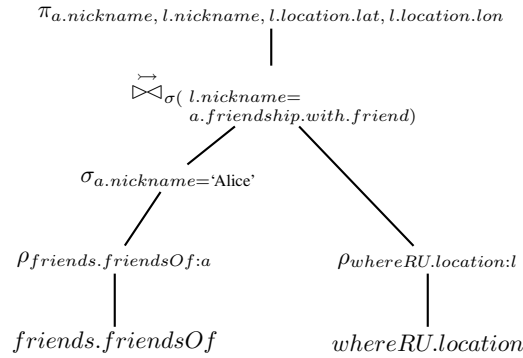 π a.nickname, l.nickname, l.location.lat, l.location.lon
⋈ σ( l.nickname=
a.friendship.with.friend)
σ a.nickname=‘Alice’
ρ friends.friendsOf:a ρ whereRU.location:l
friends.friendsOf whereRU.location